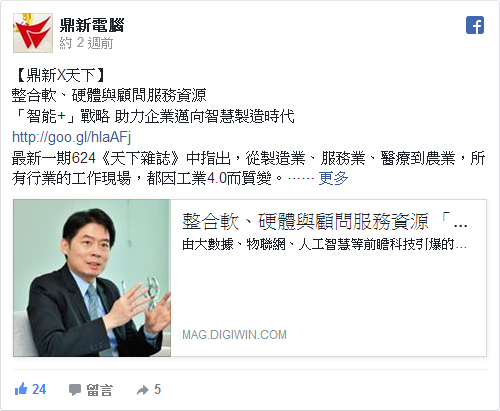 鼎新電腦
約 2 週前
【鼎新X天下】
整合軟、硬體與顧問服務資源
「智能+」戰略 助力企業邁向智慧製造時代
http://goo.gl/hlaAFj
最新一期624《天下雜誌》中指出，從製造業、服務業、醫療到農業，所
有行業的工作現場，都因工業4.0而質變。…… 更多
整合軟、硬體與顧問服務資源 「...
由大數據、物聯網、人工智慧等前瞻科技引爆的...
MAG.DIGIWIN.COM
24 留言 5